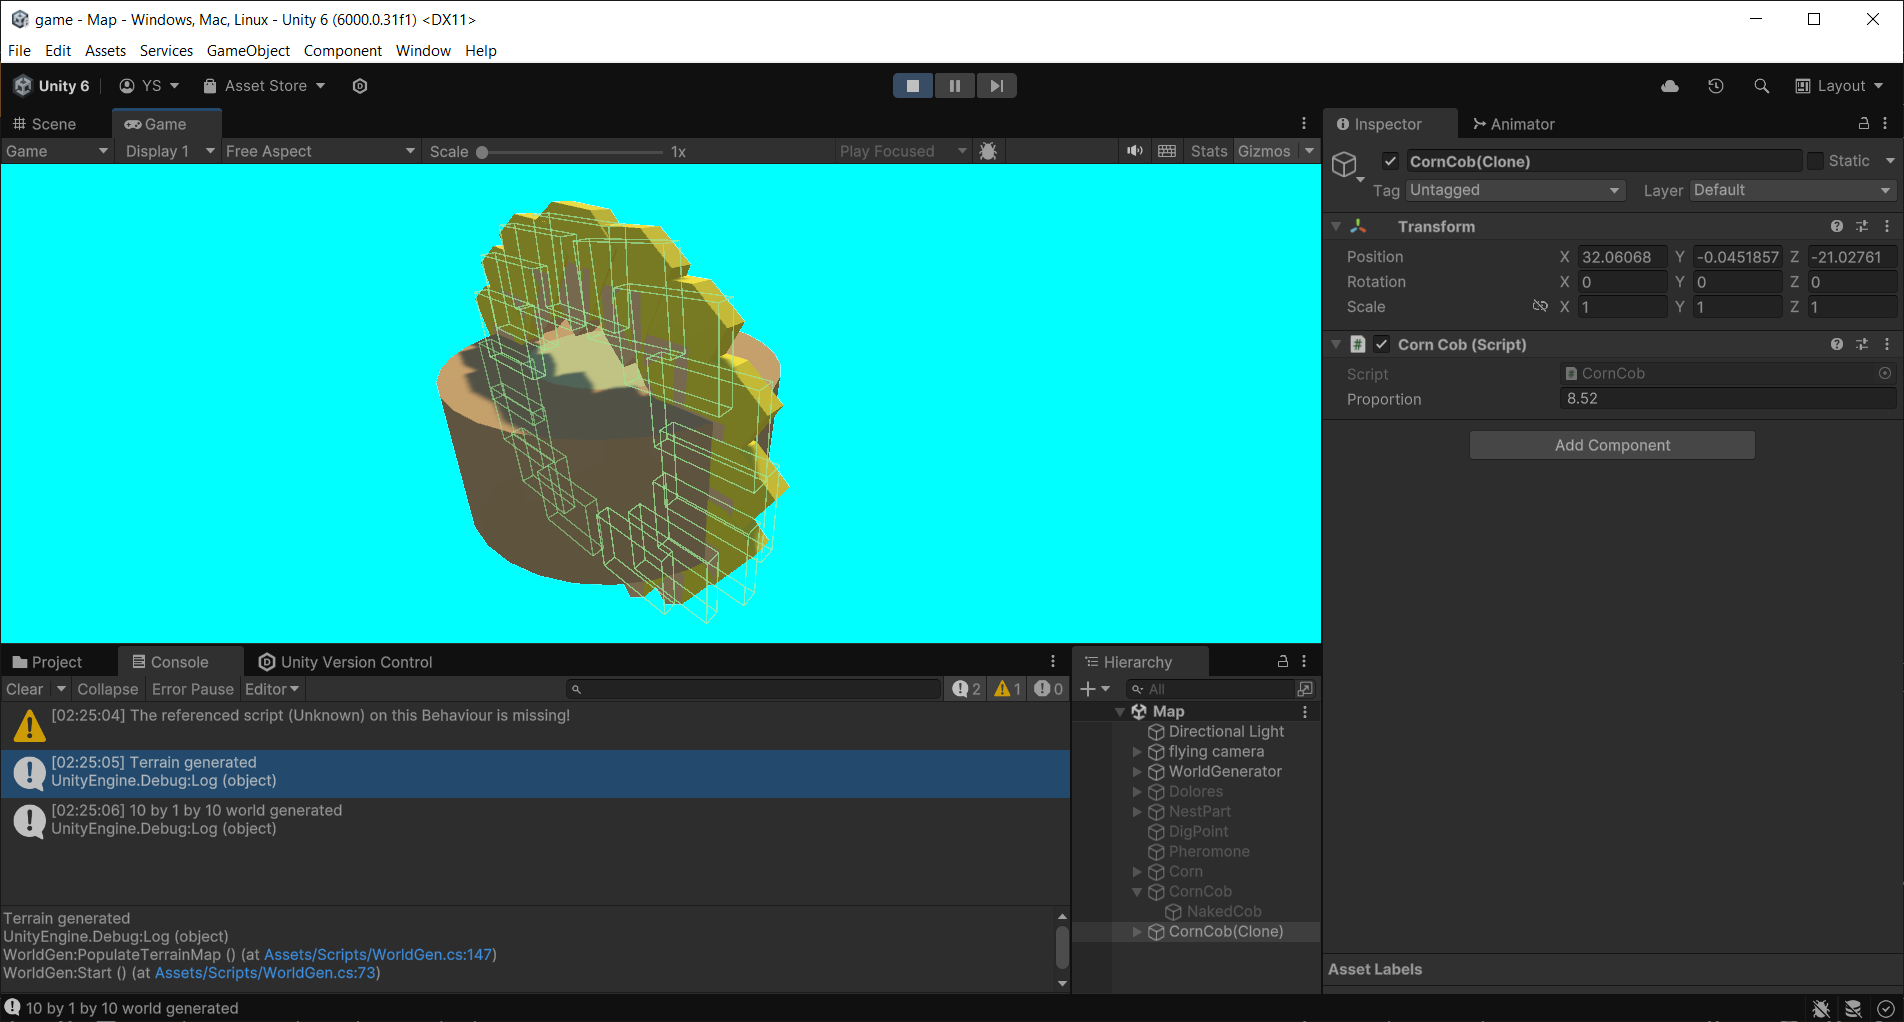 game - Map - Windows, Mac, Linux - Unity 6 (6000.0.31f1) <DX11>
File Edit Assets Services GameObject Component Window Help
Unity 6 YS Asset Store Layout
Scene Game
Game Display 1 Free Aspect Scale 1x Play Focused Stats Gizmos
Inspector Animator
CornCob(Clone) Static
Tag Untagged Layer Default
Transform
Position X 32.06068 Y -0.0451857 Z -21.02761
Rotation X 0 Y 0 Z 0
Scale X 1 Y 1 Z 1
Corn Cob (Script)
Script CornCob
Proportion 8.52
Add Component
Project Console Unity Version Control
Clear Collapse Error Pause Editor 2 1 0
[02:25:04] The referenced script (Unknown) on this Behaviour is missing!
[02:25:05] Terrain generated
UnityEngine.Debug:Log (object)
[02:25:06] 10 by 1 by 10 world generated
UnityEngine.Debug:Log (object)
Terrain generated
UnityEngine.Debug:Log (object)
WorldGen:PopulateTerrainMap () (at Assets/Scripts/WorldGen.cs:147)
WorldGen:Start () (at Assets/Scripts/WorldGen.cs:73)
Hierarchy
All
Map
Directional Light
flying camera
WorldGenerator
Dolores
NestPart
DigPoint
Pheromone
Corn
CornCob
NakedCob
CornCob(Clone)
Asset Labels
10 by 1 by 10 world generated